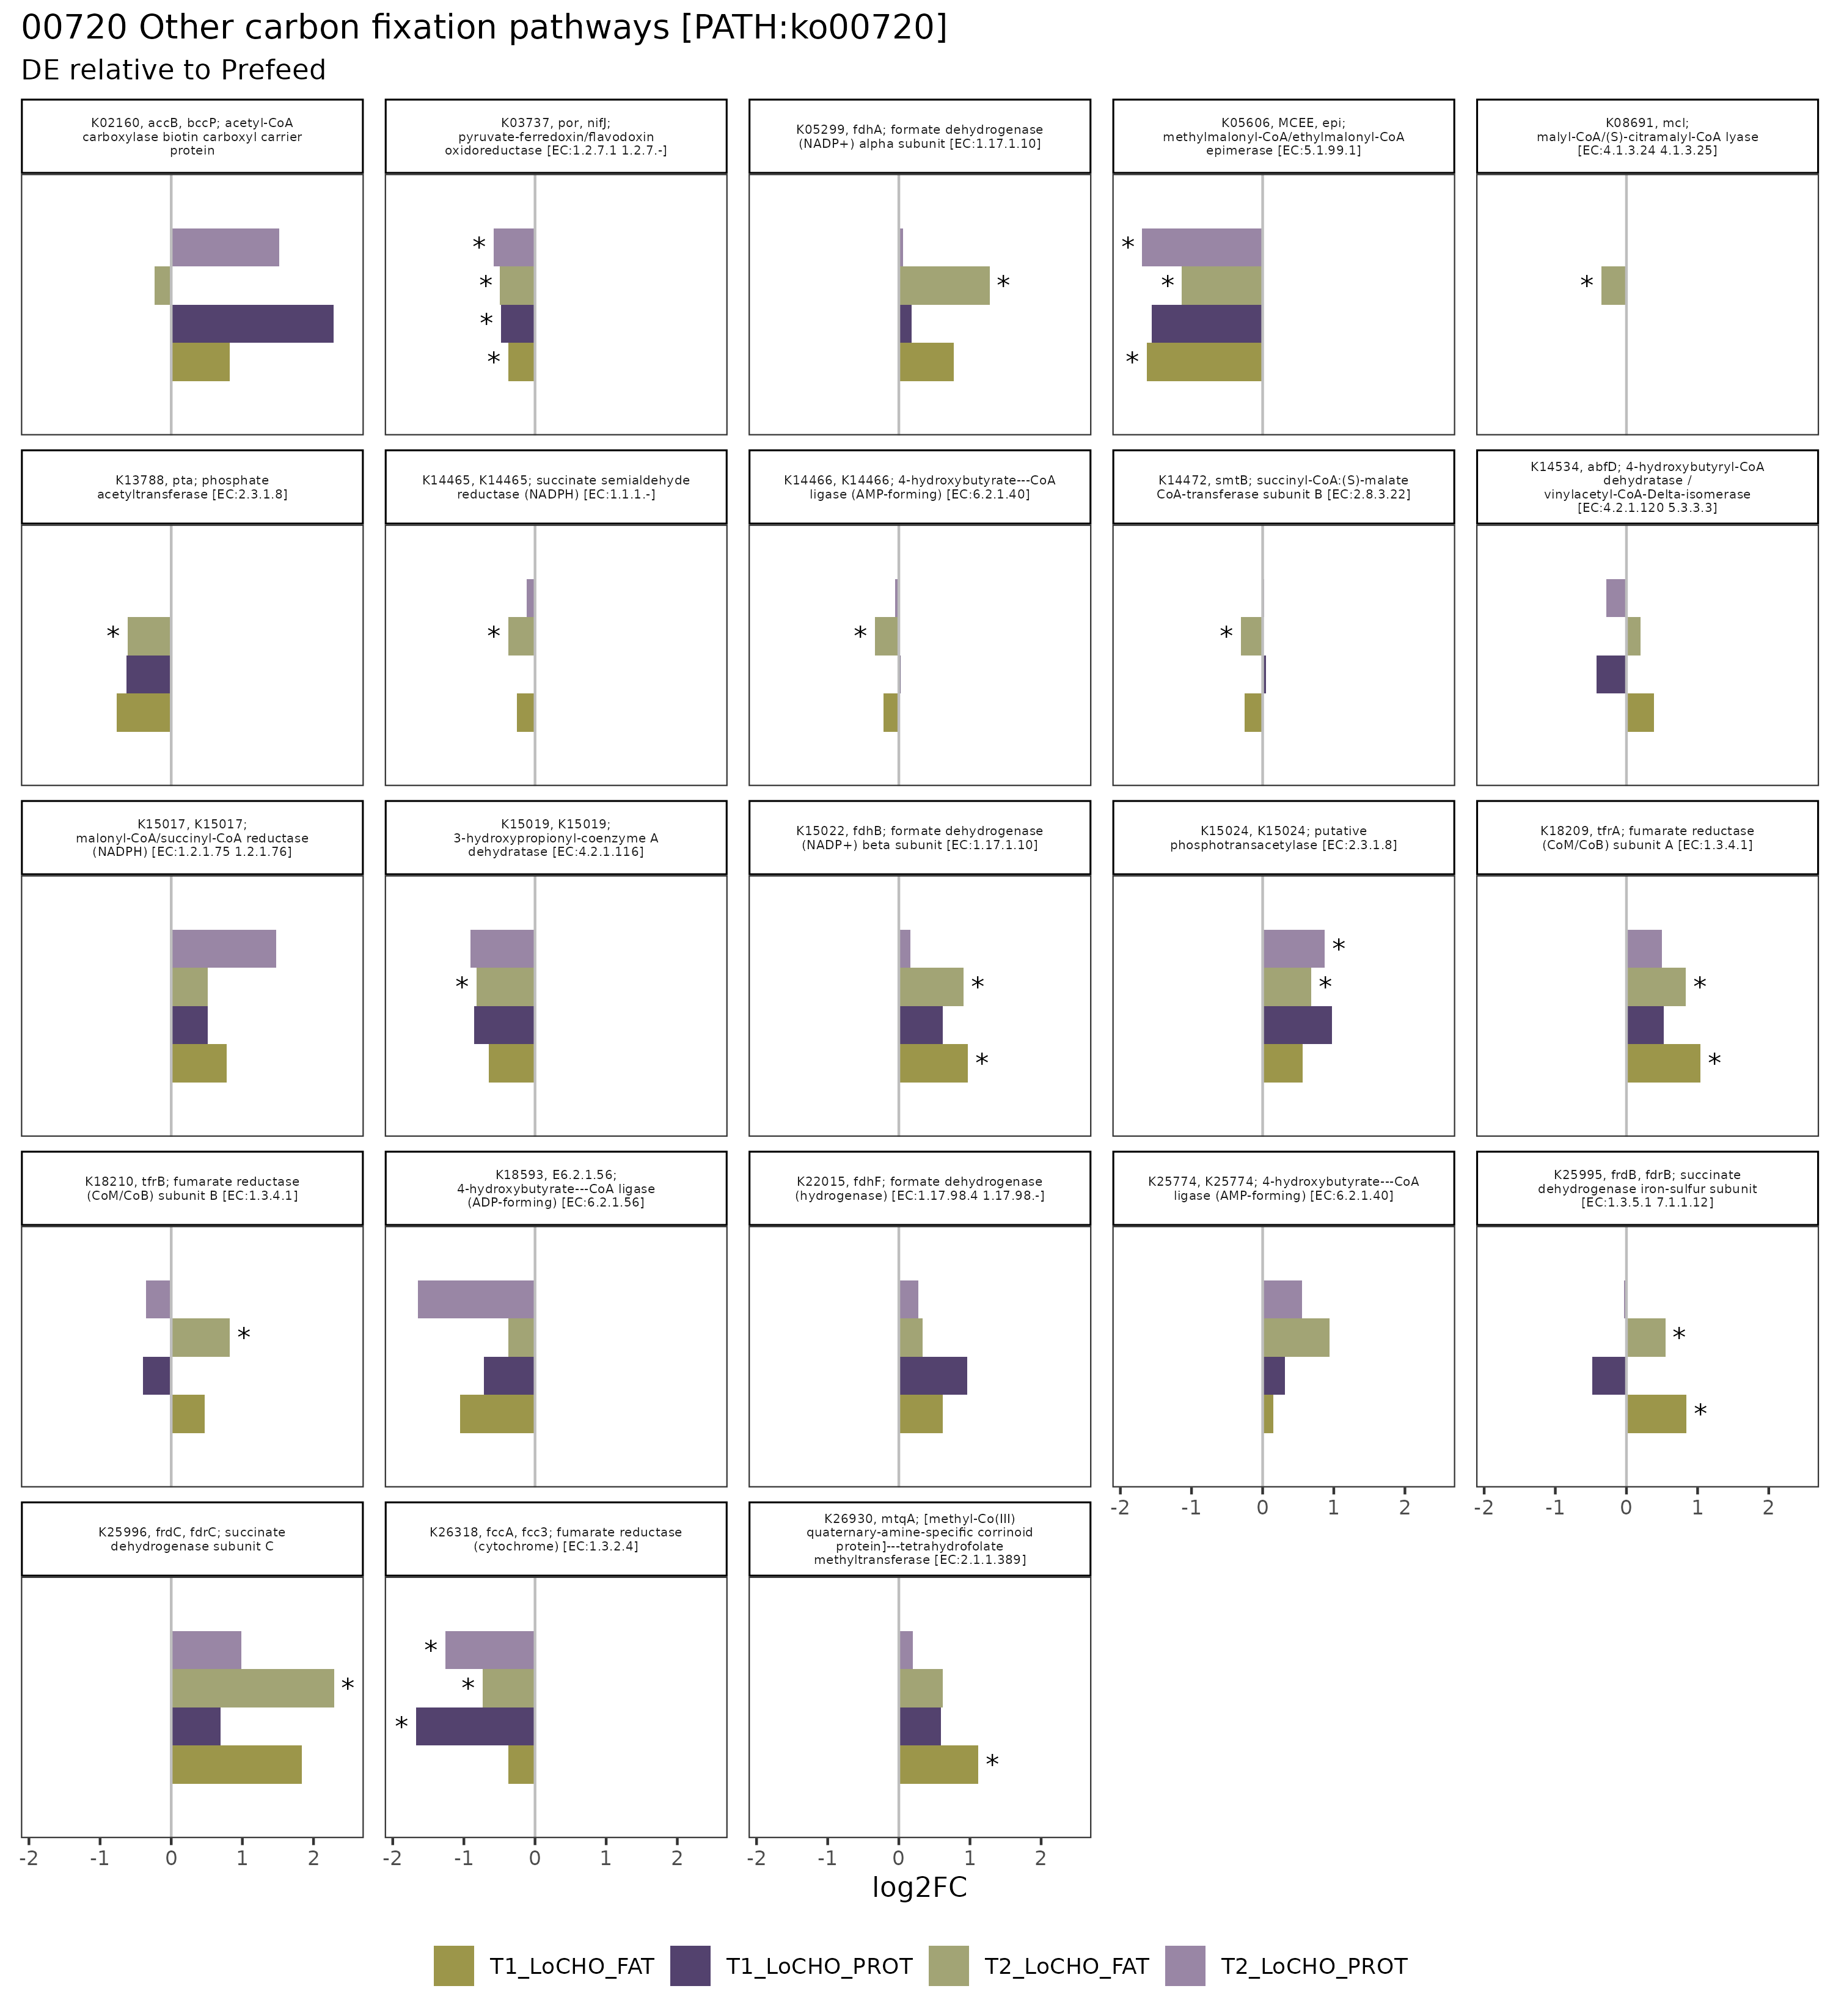 00720 Other carbon fixation pathways [PATH:ko00720]
DE relative to Prefeed
K02160, accB, bccP; acetyl-CoA
carboxylase biotin carboxyl carrier
protein
K03737, por, nifJ;
pyruvate-ferredoxin/flavodoxin
oxidoreductase [EC:1.2.7.1 1.2.7.-]
K05299, fdhA; formate dehydrogenase
(NADP+) alpha subunit [EC:1.17.1.10]
K05606, MCEE, epi;
methylmalonyl-CoA/ethylmalonyl-CoA
epimerase [EC:5.1.99.1]
K08691, mcl;
malyl-CoA/(S)-citramalyl-CoA lyase
[EC:4.1.3.24 4.1.3.25]
*
*
*
*
*
*
*
*
*
K13788, pta; phosphate
acetyltransferase [EC:2.3.1.8]
K14465, K14465; succinate semialdehyde
reductase (NADPH) [EC:1.1.1.-]
K14466, K14466; 4-hydroxybutyrate---CoA
ligase (AMP-forming) [EC:6.2.1.40]
K14472, smtB; succinyl-CoA:(S)-malate
CoA-transferase subunit B [EC:2.8.3.22]
K14534, abfD; 4-hydroxybutyryl-CoA
dehydratase /
vinylacetyl-CoA-Delta-isomerase
[EC:4.2.1.120 5.3.3.3]
*
*
*
*
K15017, K15017;
malonyl-CoA/succinyl-CoA reductase
(NADPH) [EC:1.2.1.75 1.2.1.76]
K15019, K15019;
3-hydroxypropionyl-coenzyme A
dehydratase [EC:4.2.1.116]
K15022, fdhB; formate dehydrogenase
(NADP+) beta subunit [EC:1.17.1.10]
K15024, K15024; putative
phosphotransacetylase [EC:2.3.1.8]
K18209, tfrA; fumarate reductase
(CoM/CoB) subunit A [EC:1.3.4.1]
*
*
*
*
*
*
*
K18210, tfrB; fumarate reductase
(CoM/CoB) subunit B [EC:1.3.4.1]
K18593, E6.2.1.56;
4-hydroxybutyrate---CoA ligase
(ADP-forming) [EC:6.2.1.56]
K22015, fdhF; formate dehydrogenase
(hydrogenase) [EC:1.17.98.4 1.17.98.-]
K25774, K25774; 4-hydroxybutyrate---CoA
ligase (AMP-forming) [EC:6.2.1.40]
K25995, frdB, fdrB; succinate
dehydrogenase iron-sulfur subunit
[EC:1.3.5.1 7.1.1.12]
*
*
*
-2 -1 0 1 2
-2 -1 0 1 2
K25996, frdC, fdrC; succinate
dehydrogenase subunit C
K26318, fccA, fcc3; fumarate reductase
(cytochrome) [EC:1.3.2.4]
K26930, mtqA; [methyl-Co(III)
quaternary-amine-specific corrinoid
protein]---tetrahydrofolate
methyltransferase [EC:2.1.1.389]
*
*
*
*
*
-2 -1 0 1 2
-2 -1 0 1 2
-2 -1 0 1 2
log2FC
T1_LoCHO_FAT T1_LoCHO_PROT T2_LoCHO_FAT T2_LoCHO_PROT